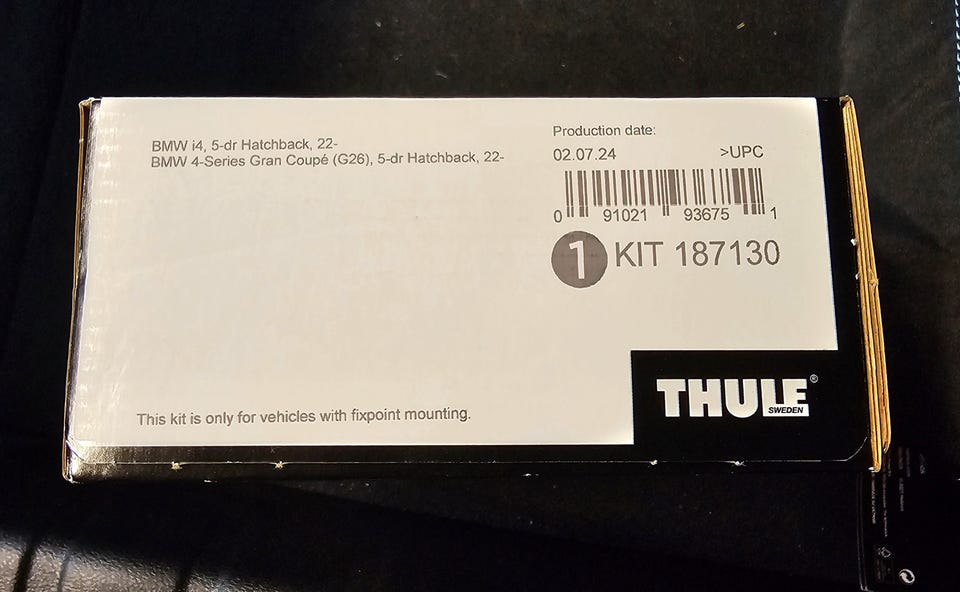 BMW i4, 5-dr Hatchback, 22-
BMW 4-Series Gran Coupé (G26), 5-dr Hatchback, 22-
Production date:
02.07.24 >UPC
0 91021 93675 1
1 KIT 187130
This kit is only for vehicles with fixpoint mounting.
THULE®
SWEDEN